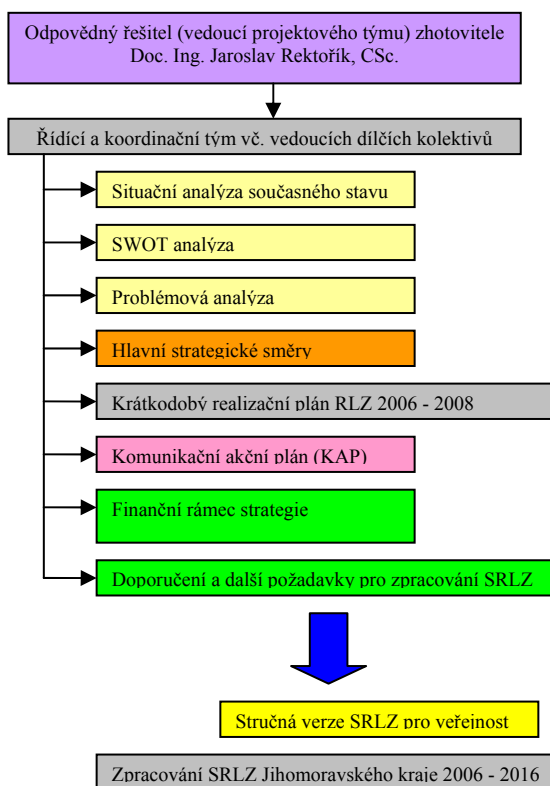 Odpovědný řešitel (vedoucí projektového týmu) zhotovitele
Doc. Ing. Jaroslav Rektořík, CSc.
Řídící a koordinační tým vč. vedoucích dílčích kolektivů
Situační analýza současného stavu
SWOT analýza
Problémová analýza
Hlavní strategické směry
Krátkodobý realizační plán RLZ 2006 - 2008
Komunikační akční plán (KAP)
Finanční rámec strategie
Doporučení a další požadavky pro zpracování SRLZ
Stručná verze SRLZ pro veřejnost
Zpracování SRLZ Jihomoravského kraje 2006 - 2016